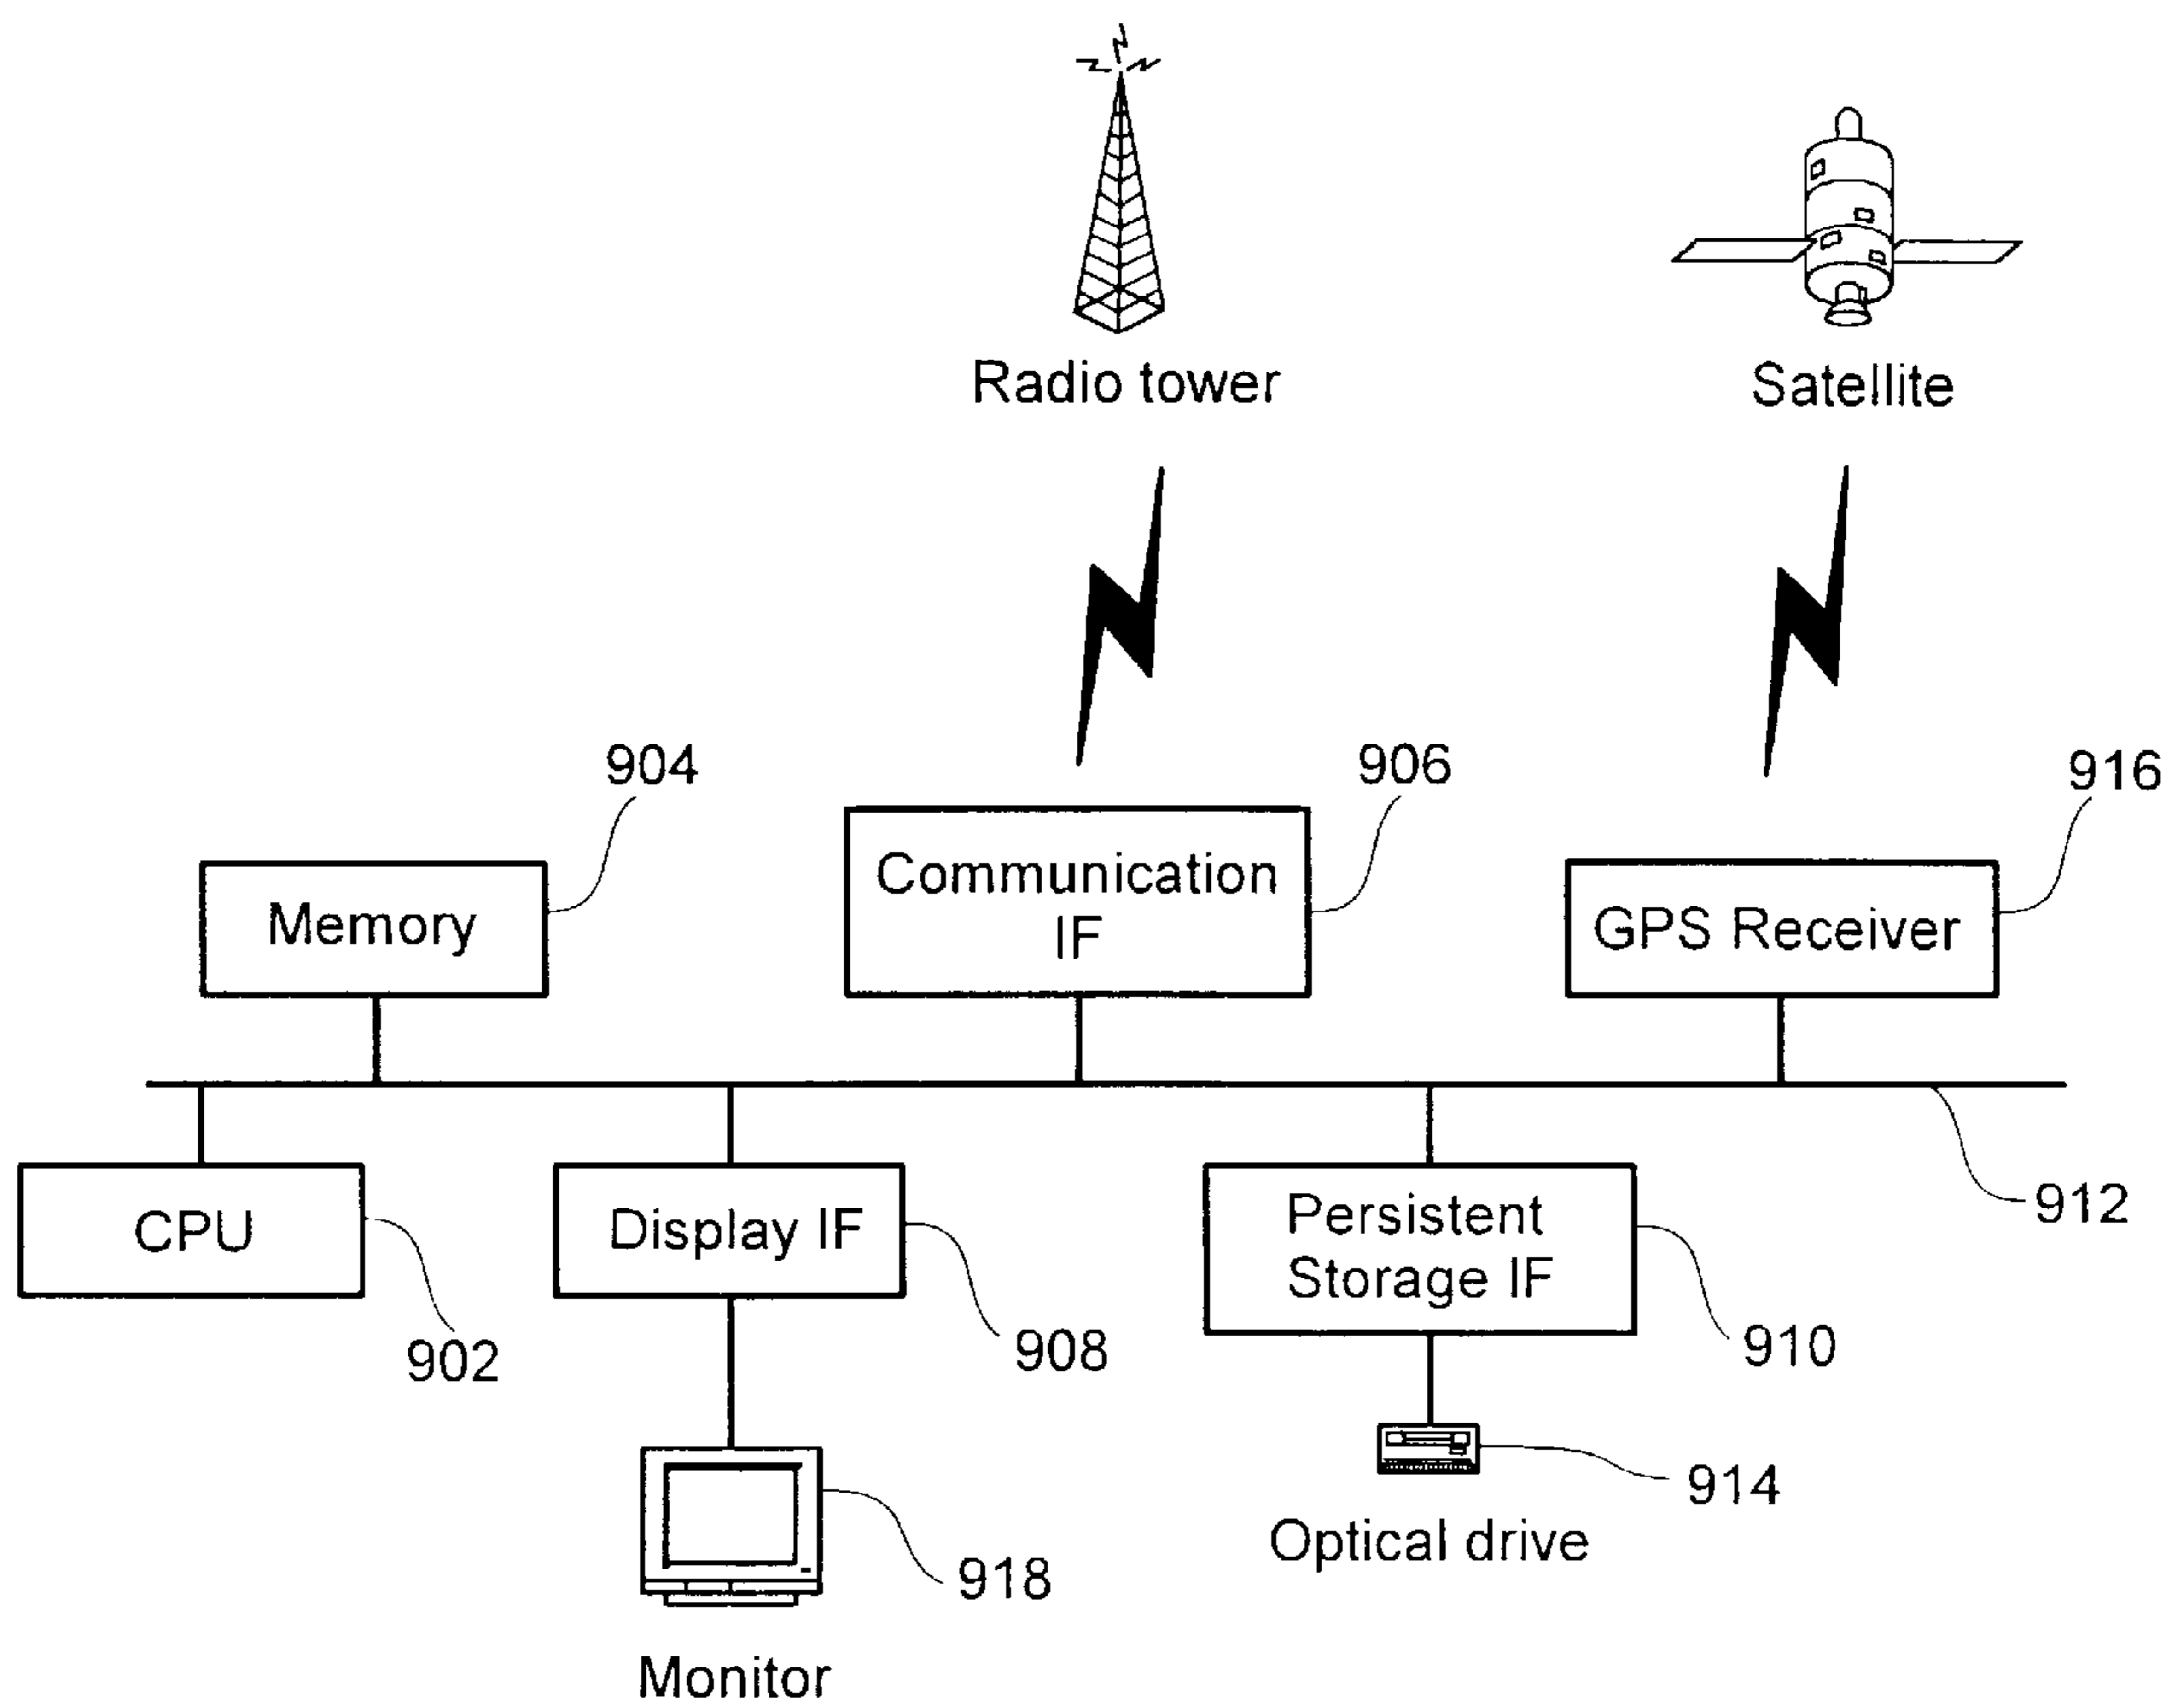 Radio tower
Satellite
904
906
916
Memory
Communication
IF
GPS Receiver
CPU
Display IF
Persistent
Storage IF
912
902
908
910
914
Optical drive
918
Monitor